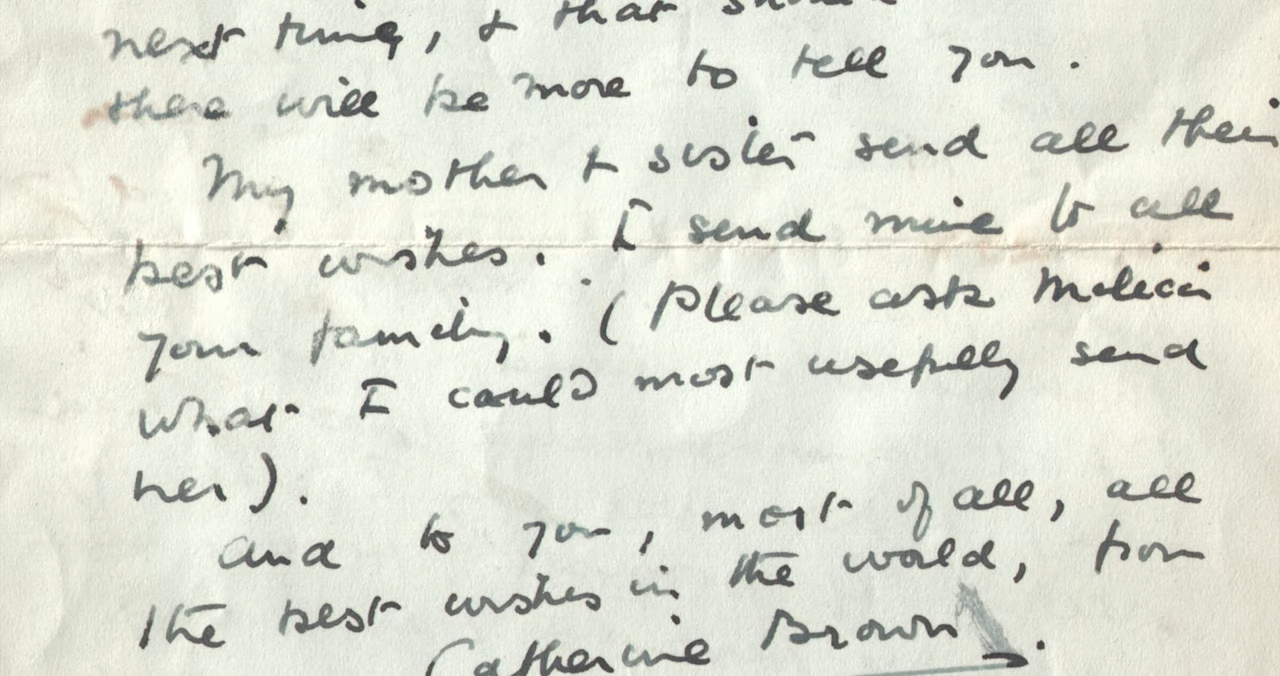 next time, & that
there will be more to tell you.
My mother & sister send all their
best wishes. I send mine to all
your family. (Please ask
what I could most usefully send
her).
And to you, most of all, all
the best wishes in the world, from
Catherine Brown.